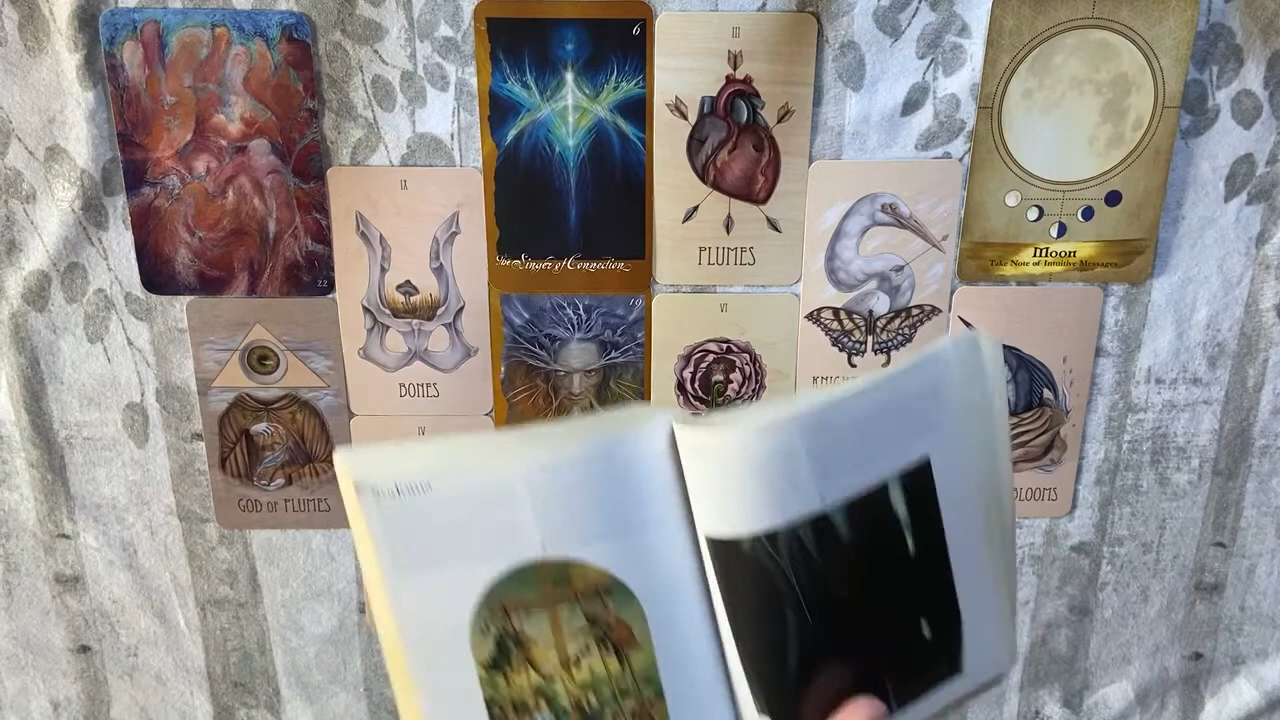 22
IX
BONES
6
The Singer of Connection
III
PLUMES
Moon
Take Note of Intuitive Messages
GOD OF PLUMES
IV
19
VI
BLOOMS